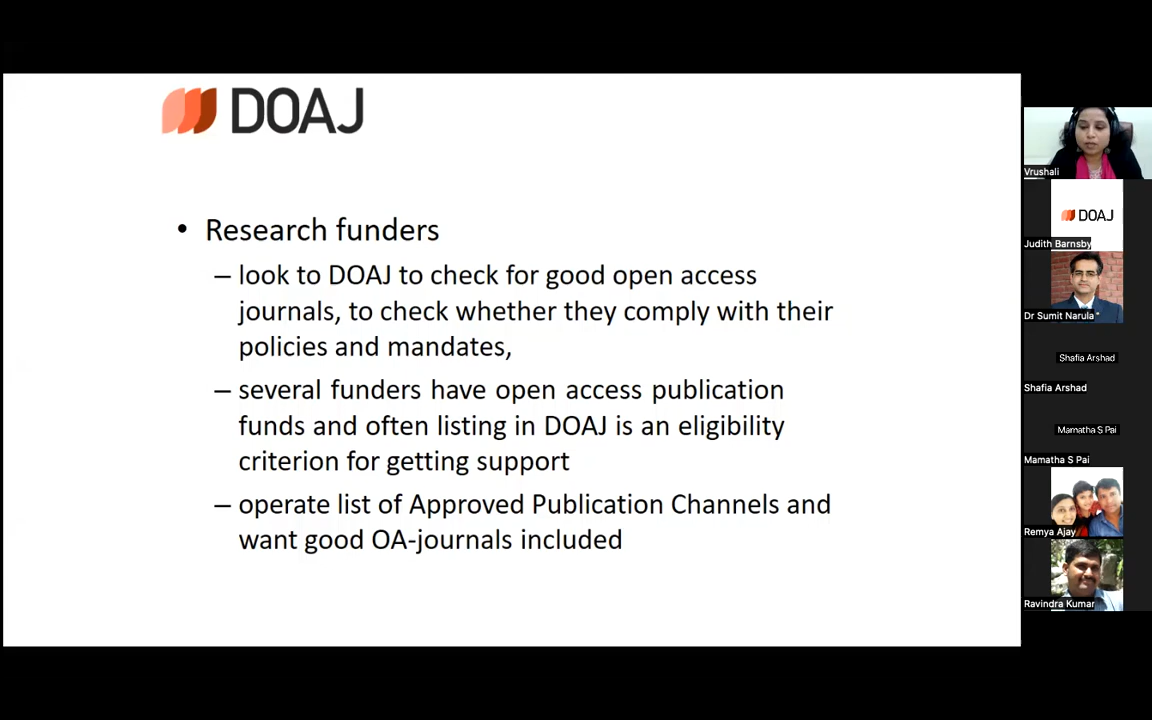 DOAJ
• Research funders
– look to DOAJ to check for good open access
journals, to check whether they comply with their
policies and mandates,
– several funders have open access publication
funds and often listing in DOAJ is an eligibility
criterion for getting support
– operate list of Approved Publication Channels and
want good OA-journals included
Vrushali
DOAJ
Judith Barnsby
Dr Sumit Narula*
Shafia Arshad
Shafia Arshad
Mamatha S Pai
Mamatha S Pai
Remya Ajay
Ravindra Kumar